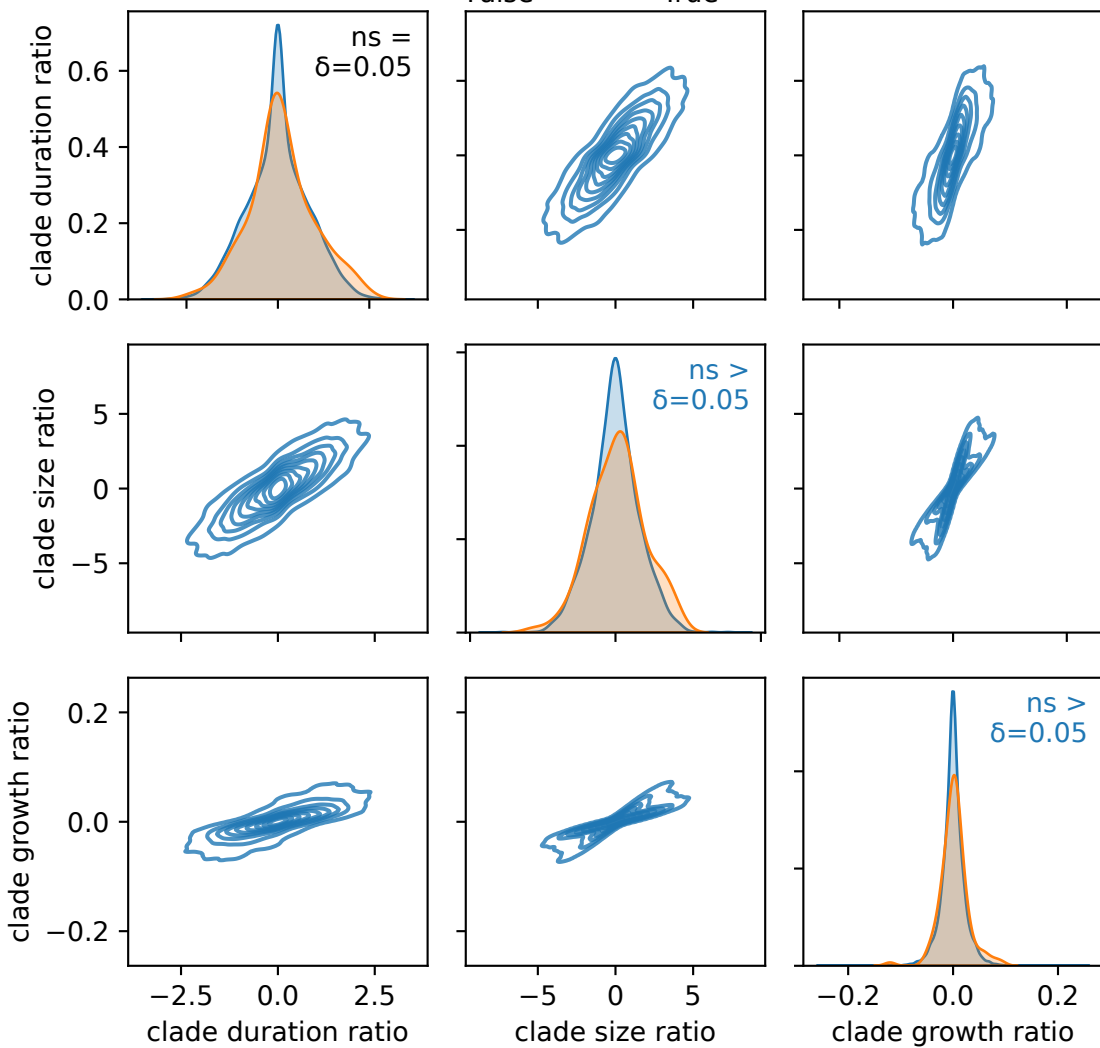 clade duration ratio
0.6
0.4
0.2
0.0
ns =
δ=0.05
clade size ratio
5
0
−5
ns >
δ=0.05
clade growth ratio
0.2
0.0
−0.2
ns >
δ=0.05
−2.5 0.0 2.5
−5 0 5
−0.2 0.0 0.2
clade duration ratio
clade size ratio
clade growth ratio